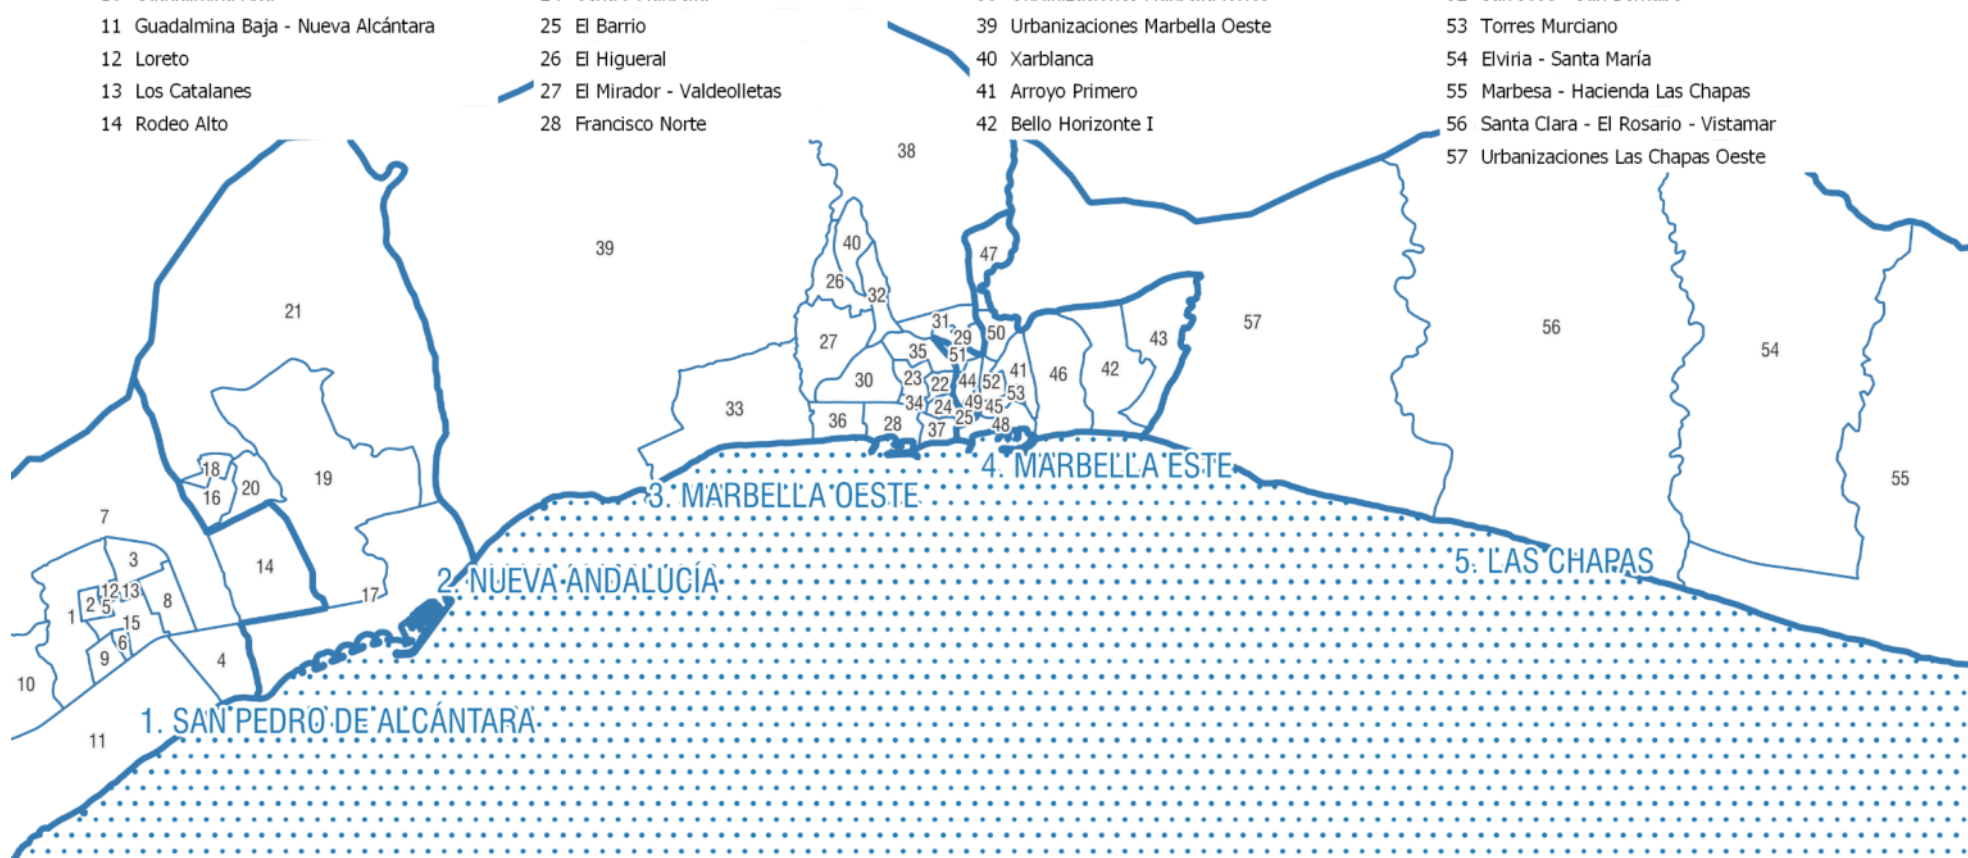 11 Guadalmina Baja - Nueva Alcántara
12 Loreto
13 Los Catalanes
14 Rodeo Alto
25 El Barrio
26 El Higueral
27 El Mirador - Valdeolletas
28 Francisco Norte
39 Urbanizaciones Marbella Oeste
40 Xarblanca
41 Arroyo Primero
42 Bello Horizonte I
53 Torres Murciano
54 Elviria - Santa María
55 Marbesa - Hacienda Las Chapas
56 Santa Clara - El Rosario - Vistamar
57 Urbanizaciones Las Chapas Oeste
38
39
40
47
26
32
21
31
29
50
57
56
54
27
35
51
43
30
23
22
44
52
41
46
42
33
34
24
49
45
53
36
28
37
25
48
18
16
20
19
55
7
3
14
12
13
2
5
8
1
15
17
6
9
4
10
11
4. MARBELLA ESTE
3. MARBELLA OESTE
5. LAS CHAPAS
2. NUEVA ANDALUCÍA
1. SAN PEDRO DE ALCÁNTARA